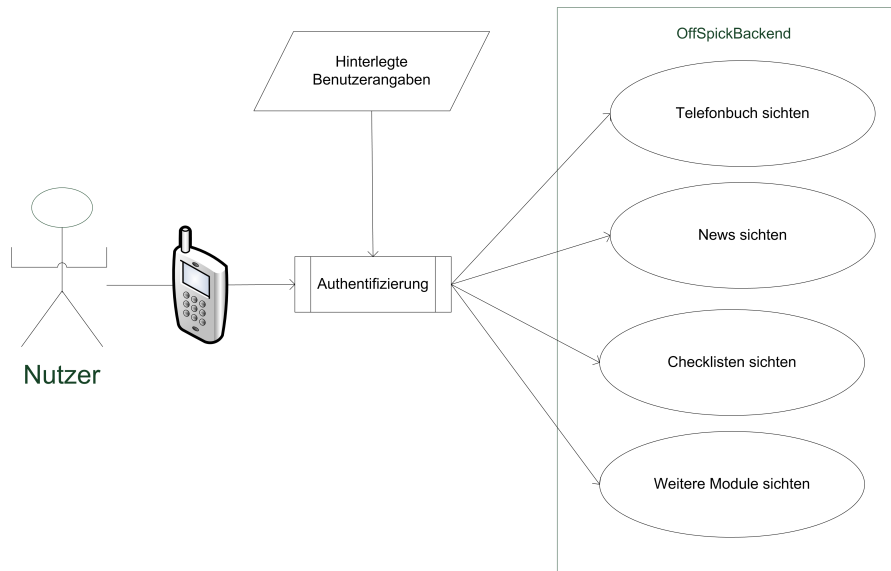 OffSpickBackend
Hinterlegte
Benutzerangaben
Telefonbuch sichten
News sichten
Authentifizierung
Nutzer
Checklisten sichten
Weitere Module sichten